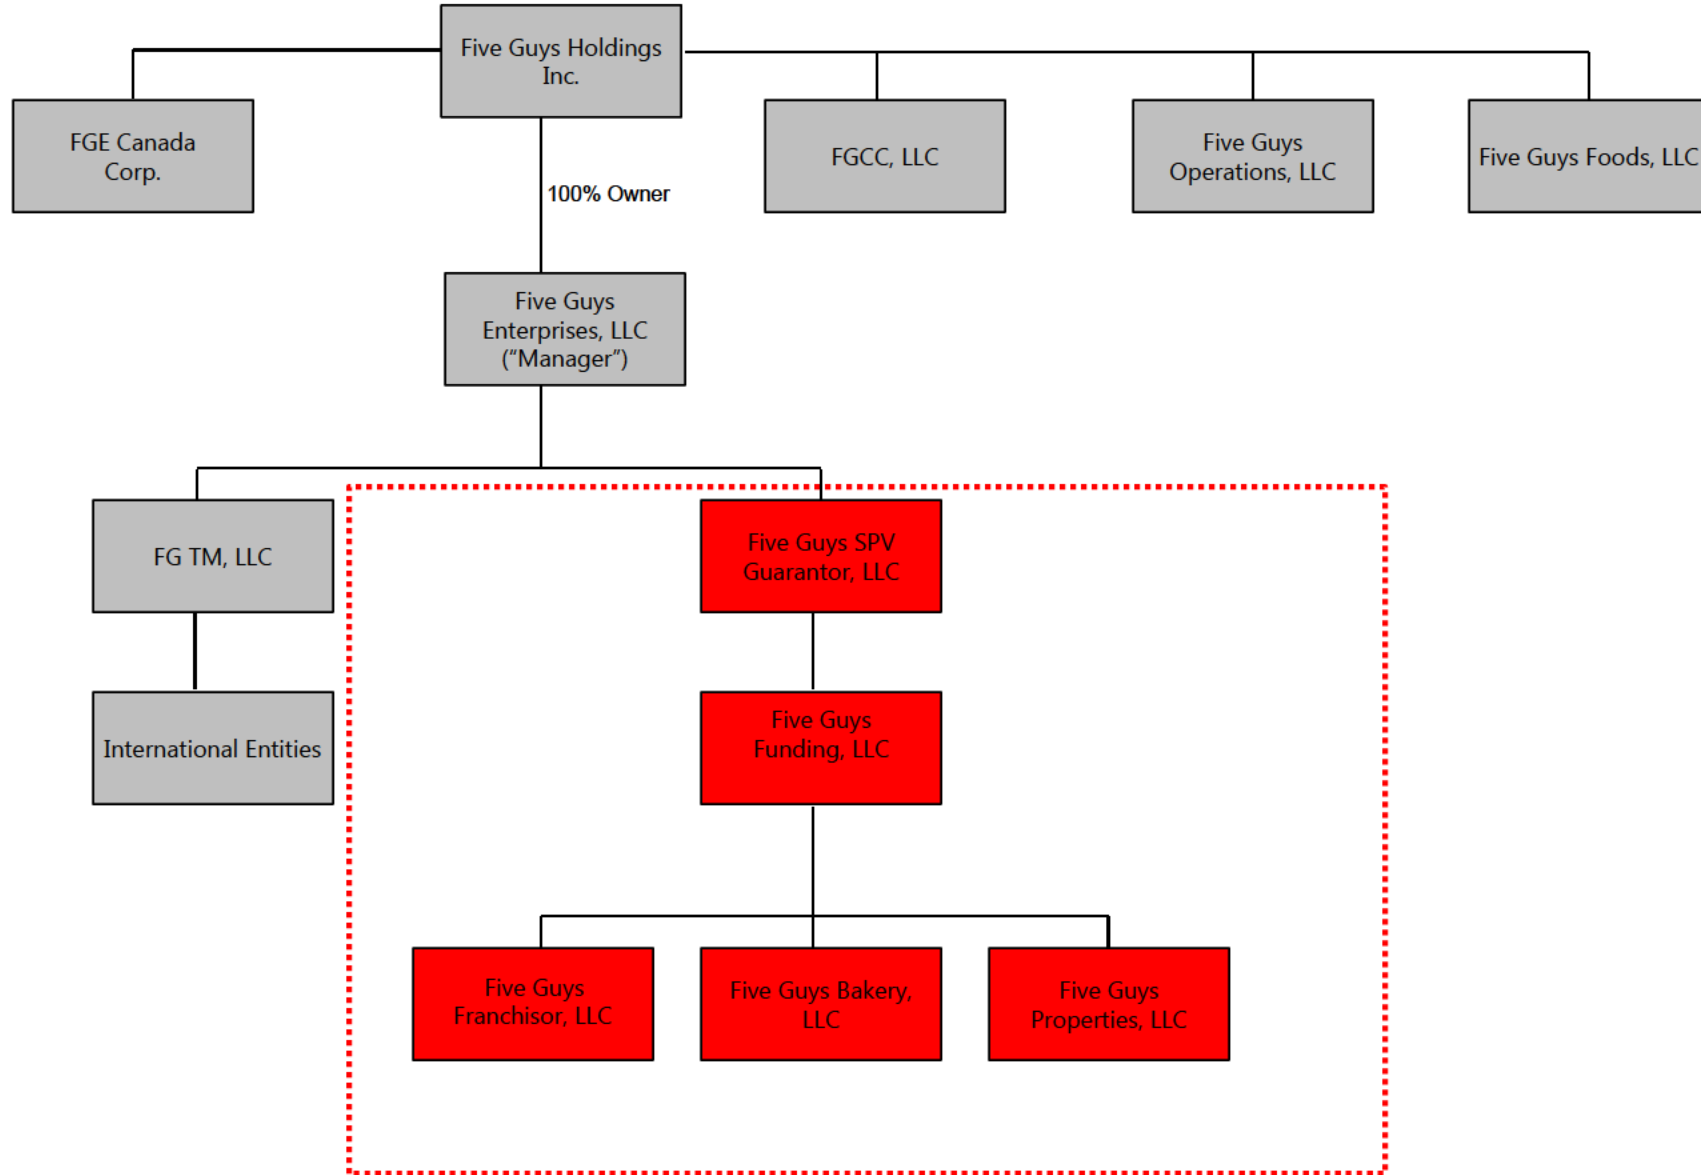 Five Guys Holdings
Inc.
FGE Canada
Corp.
FGCC, LLC
Five Guys
Operations, LLC
Five Guys Foods, LLC
100% Owner
Five Guys
Enterprises, LLC
(“Manager”)
FG TM, LLC
Five Guys SPV
Guarantor, LLC
International Entities
Five Guys
Funding, LLC
Five Guys
Franchisor, LLC
Five Guys Bakery,
LLC
Five Guys
Properties, LLC